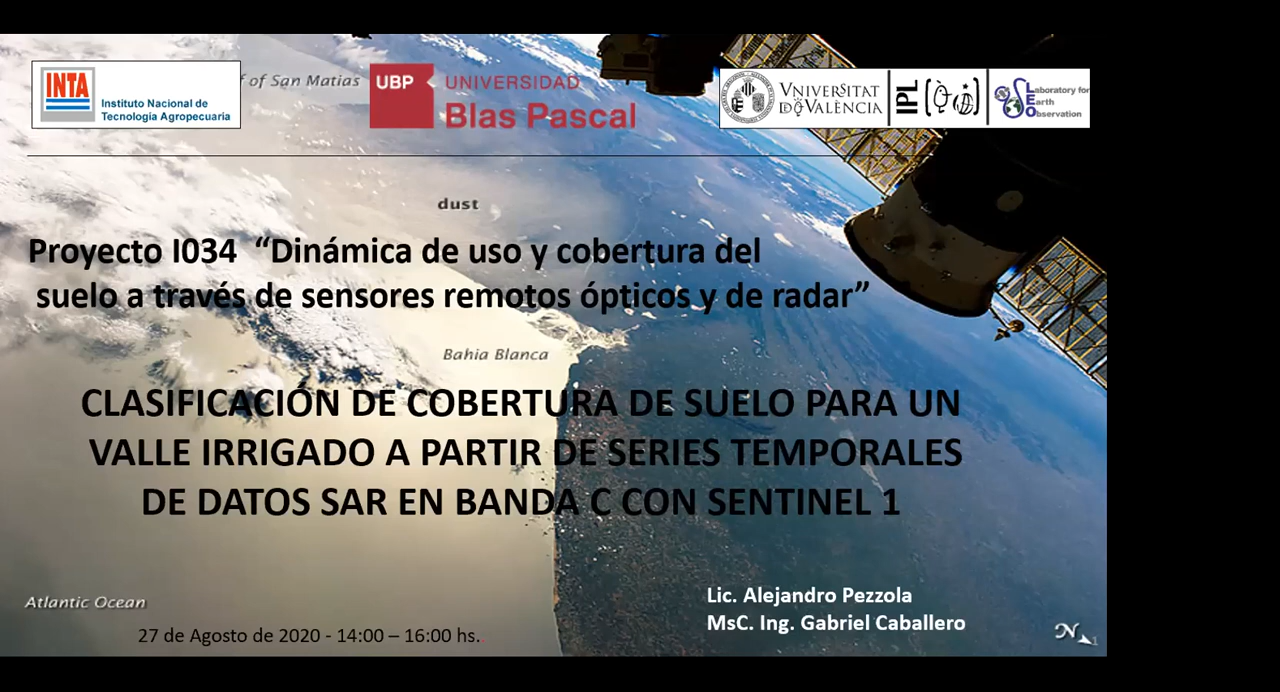 INTA
Instituto Nacional de
Tecnología Agropecuaria
f of San Matias
UBP
UNIVERSIDAD
Blas Pascal
VNIVERSITAT
ID VALÈNCIA
IPL
LEO
Laboratory for
Earth
Observation
dust
Proyecto I034 “Dinámica de uso y cobertura del
suelo a través de sensores remotos ópticos y de radar”
Bahia Blanca
CLASIFICACIÓN DE COBERTURA DE SUELO PARA UN
VALLE IRRIGADO A PARTIR DE SERIES TEMPORALES
DE DATOS SAR EN BANDA C CON SENTINEL 1
Atlantic Ocean
Lic. Alejandro Pezzola
MsC. Ing. Gabriel Caballero
27 de Agosto de 2020 - 14:00 – 16:00 hs.
N
1